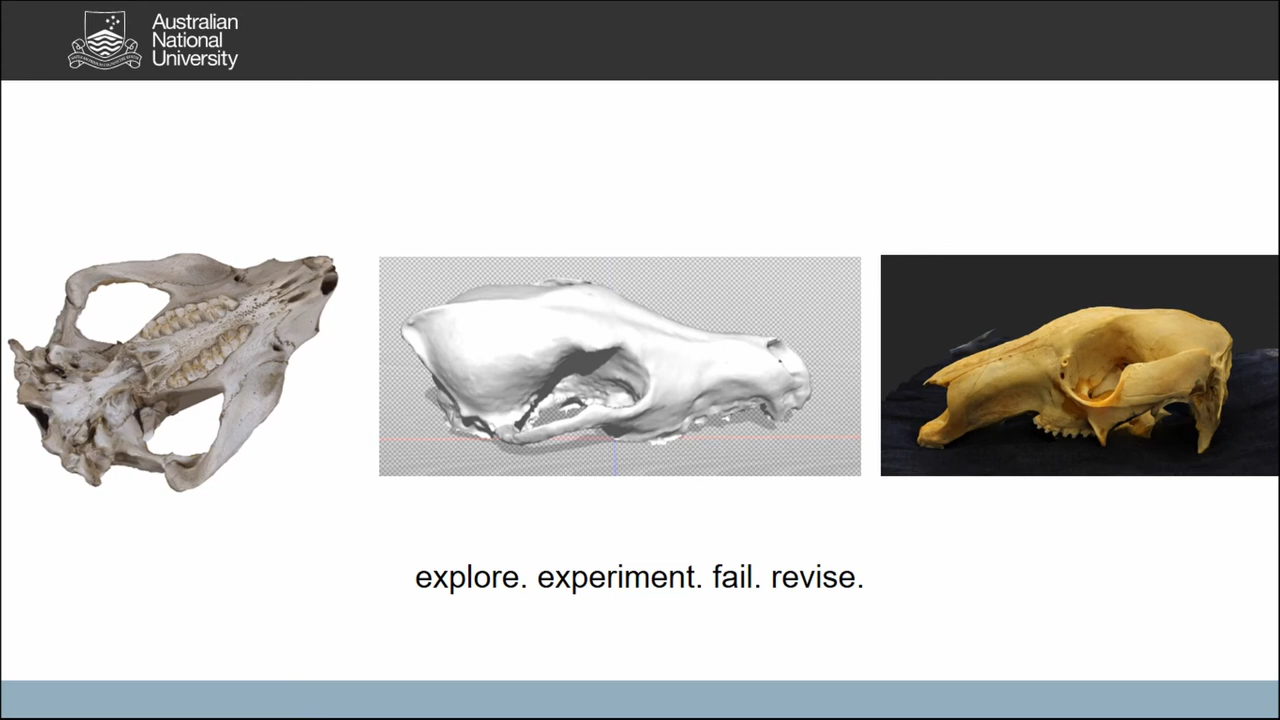 Australian
National
University
explore. experiment. fail. revise.